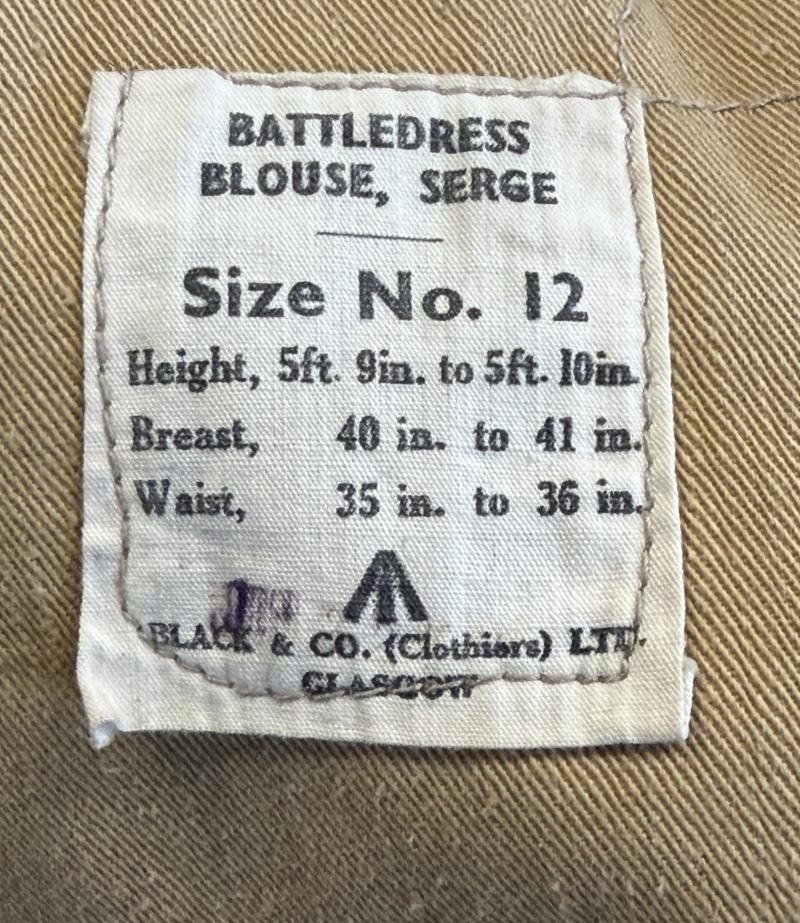 BATTLEDRESS
BLOUSE, SERGE
Size No. 12
Height, 5ft. 9in. to 5ft. 10in.
Breast, 40 in. to 41 in.
Waist, 35 in. to 36 in.
BLACK & CO. (Clothiers) LTD.
GLASGOW